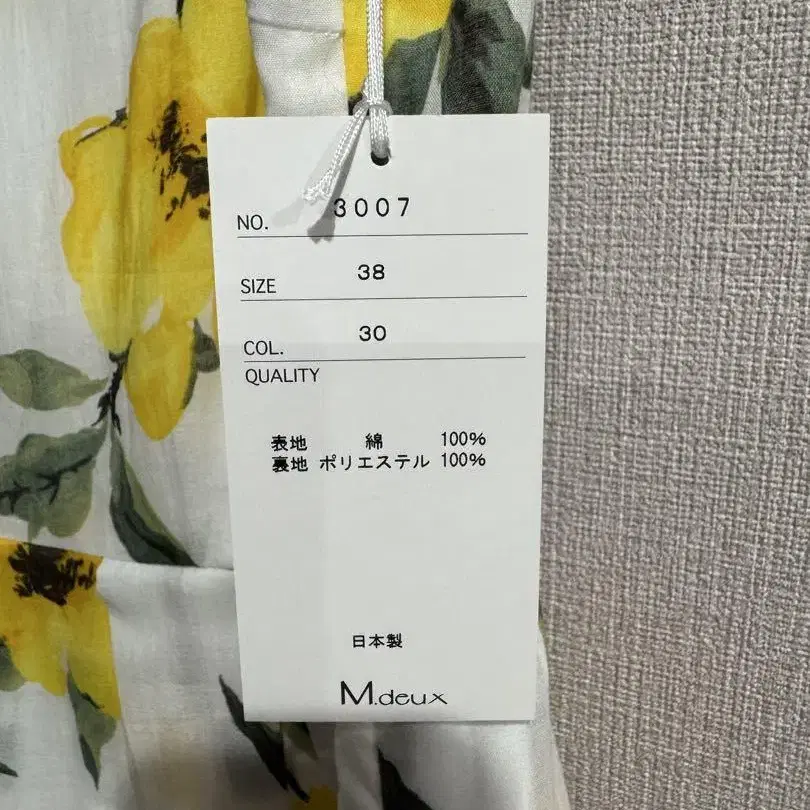 NO. 3007
SIZE 38
COL. 30
QUALITY
表地 綿 100%
裏地 ポリエステル 100%
日本製
M.deux